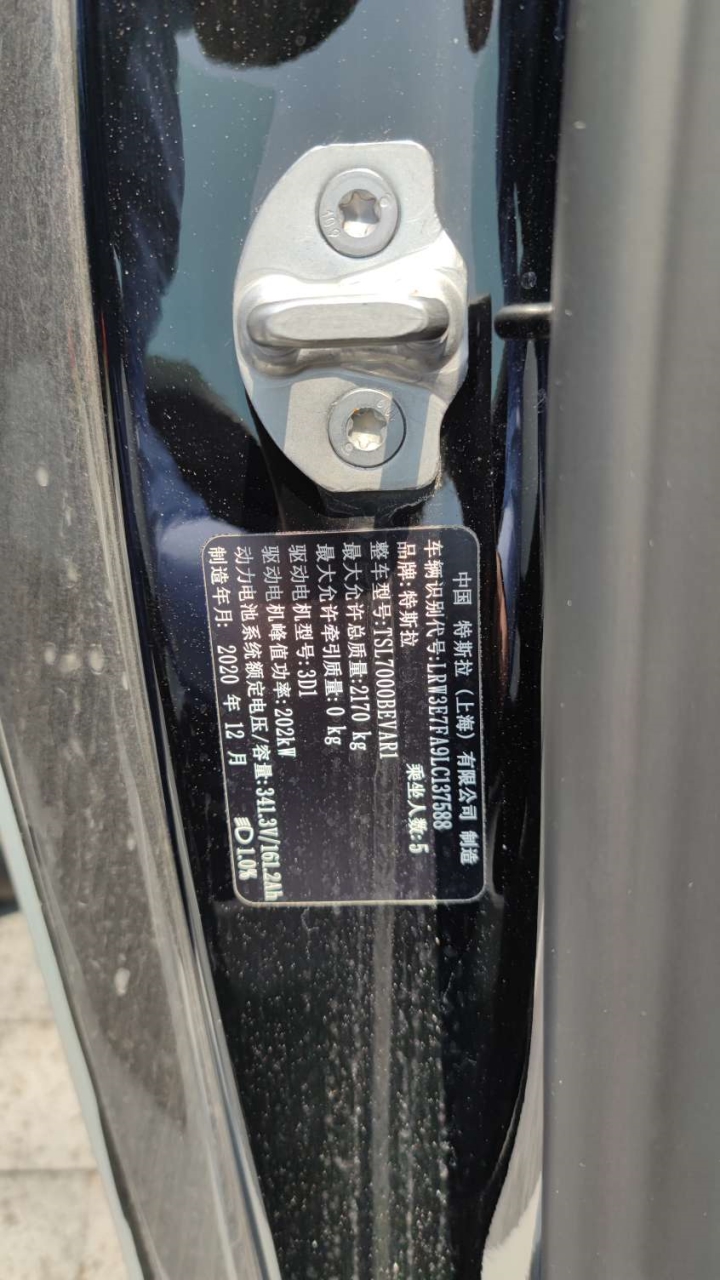 中国 特斯拉（上海）有限公司 制造
车辆识别代号:LRW3E7FA9LC137588
品牌:特斯拉 乘坐人数:5
整车型号:TSL7000BEVAR1
最大允许总质量:2170 kg
最大允许牵引质量:0 kg
驱动电机型号:3D1
驱动电机峰值功率:202kW
动力电池系统额定电压/容量:341.3V/161.2Ah
制造年月: 2020 年 12 月 1.0%